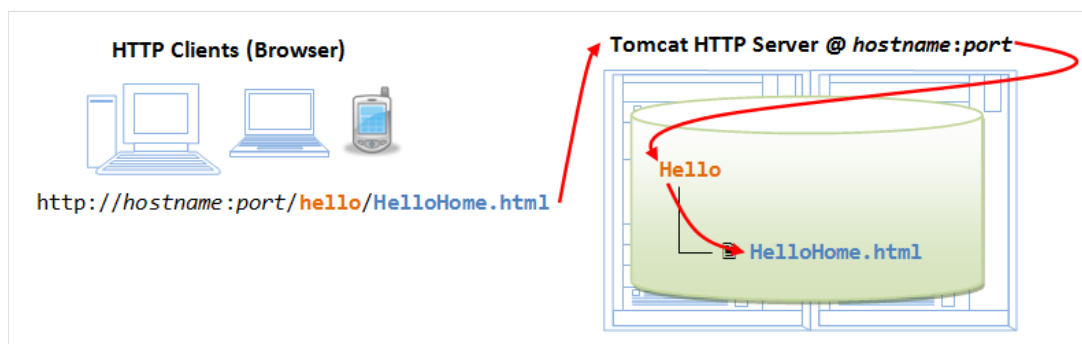 HTTP Clients (Browser)
http://hostname:port/hello/HelloHome.html
Tomcat HTTP Server @ hostname:port
Hello
HelloHome.html